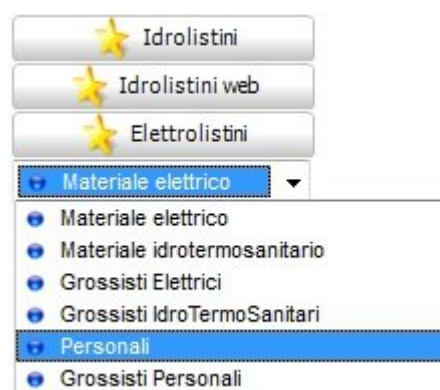 Idrolistini
Idrolistini web
Elettrolistini
Materiale elettrico
Materiale elettrico
Materiale idrotermosanitario
Grossisti Elettrici
Grossisti IdroTermoSanitari
Personali
Grossisti Personali